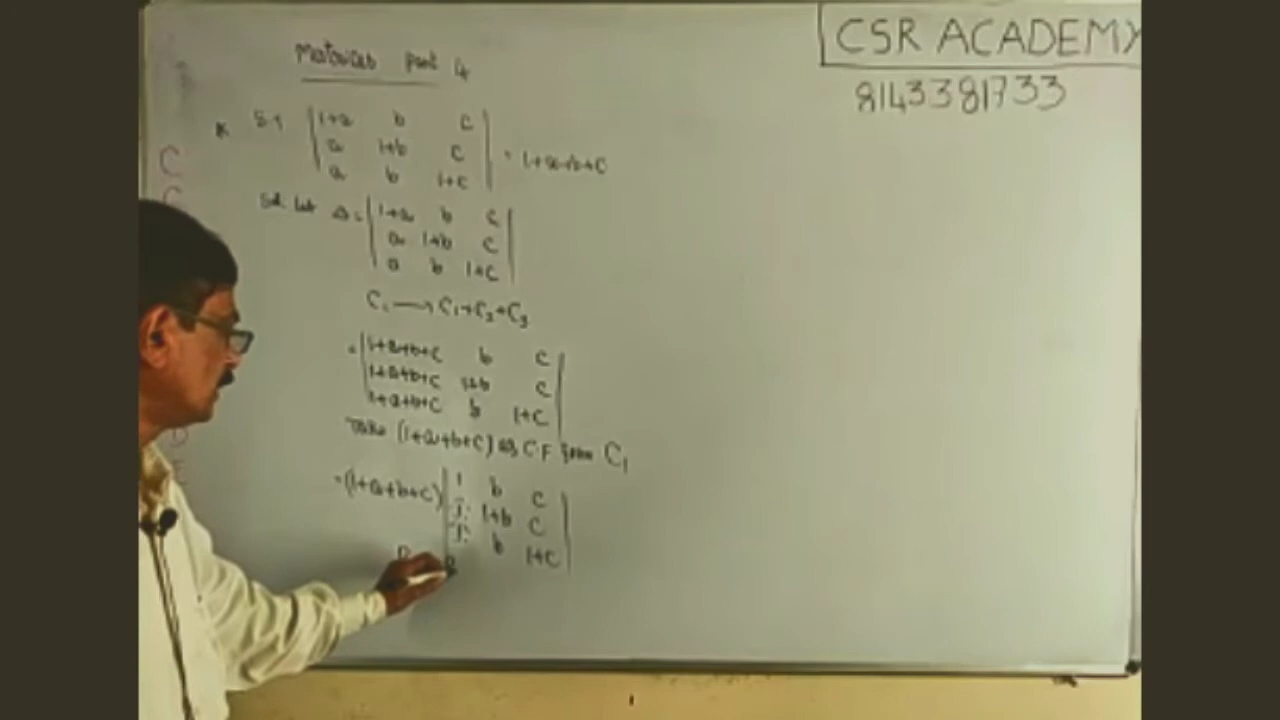 CSR ACADEMY
8143381733
Matrices part 4
* S.T |1+a b c|
|a 1+b c| = 1+a+b+c
|a b 1+c|
Sol. Let Δ = |1+a b c|
|a 1+b c|
|a b 1+c|
C₁ → C₁+C₂+C₃
= |1+a+b+c b c|
|1+a+b+c 1+b c|
|1+a+b+c b 1+c|
Take (1+a+b+c) as C.F from C₁
= (1+a+b+c) |1 b c|
|1 1+b c|
|1 b 1+c|
R